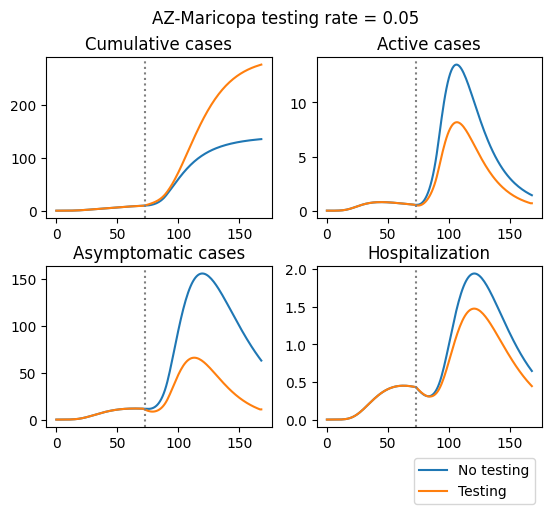 AZ-Maricopa testing rate = 0.05
Cumulative cases
Active cases
200
100
0
0 50 100 150
10
5
0
0 50 100 150
Asymptomatic cases
Hospitalization
150
100
50
0
0 50 100 150
2.0
1.5
1.0
0.5
0.0
0 50 100 150
No testing
Testing